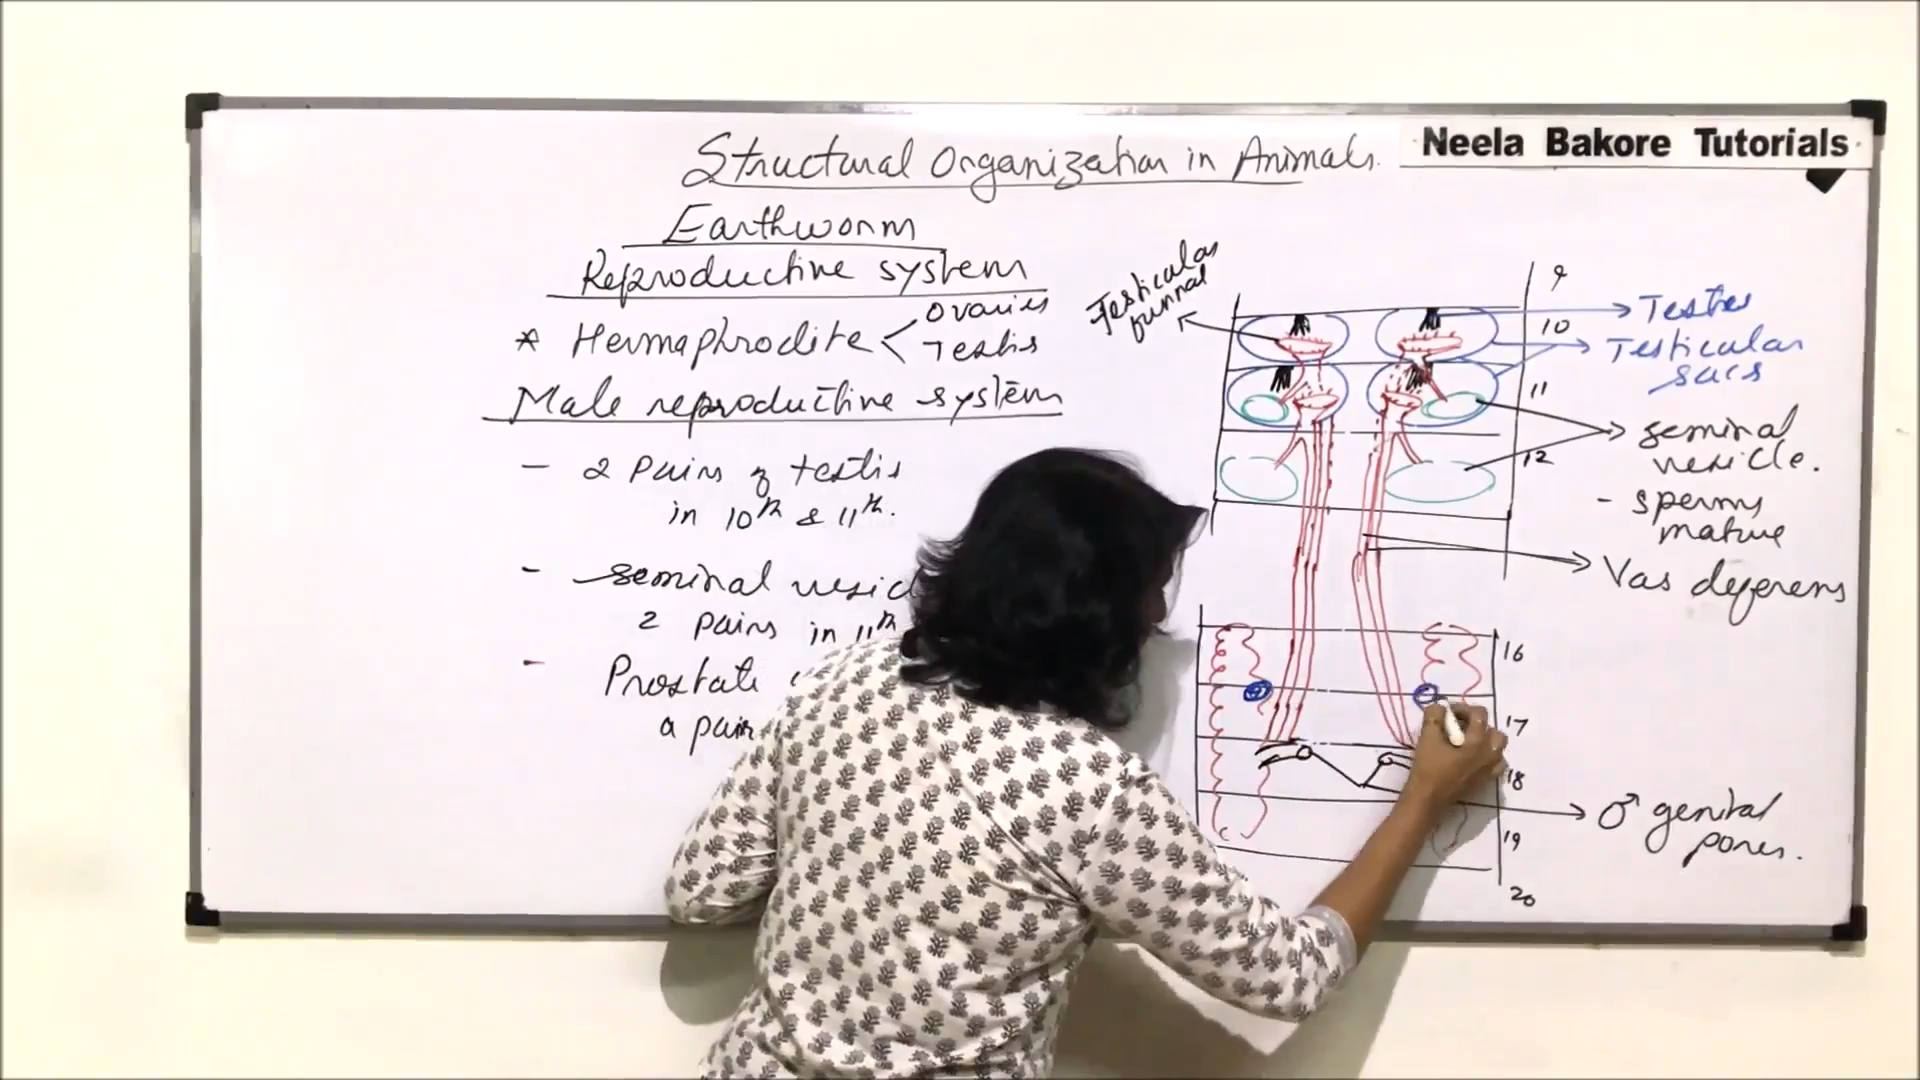 Structural Organization in Animals.
Neela Bakore Tutorials
Earthworm
Reproductive system
* Hermaphrodite < ovaries
Testis
Male reproductive system
- 2 pairs of testis
in 10th & 11th.
- seminal vesic
2 pairs in 11th
- Prostate
a pair
Testicular
funnal
9
10
11
12
16
17
18
19
20
Testes
Testicular
sacs
seminal
vesicle.
- sperms
mature
Vas deferens
♂ genital
pores.